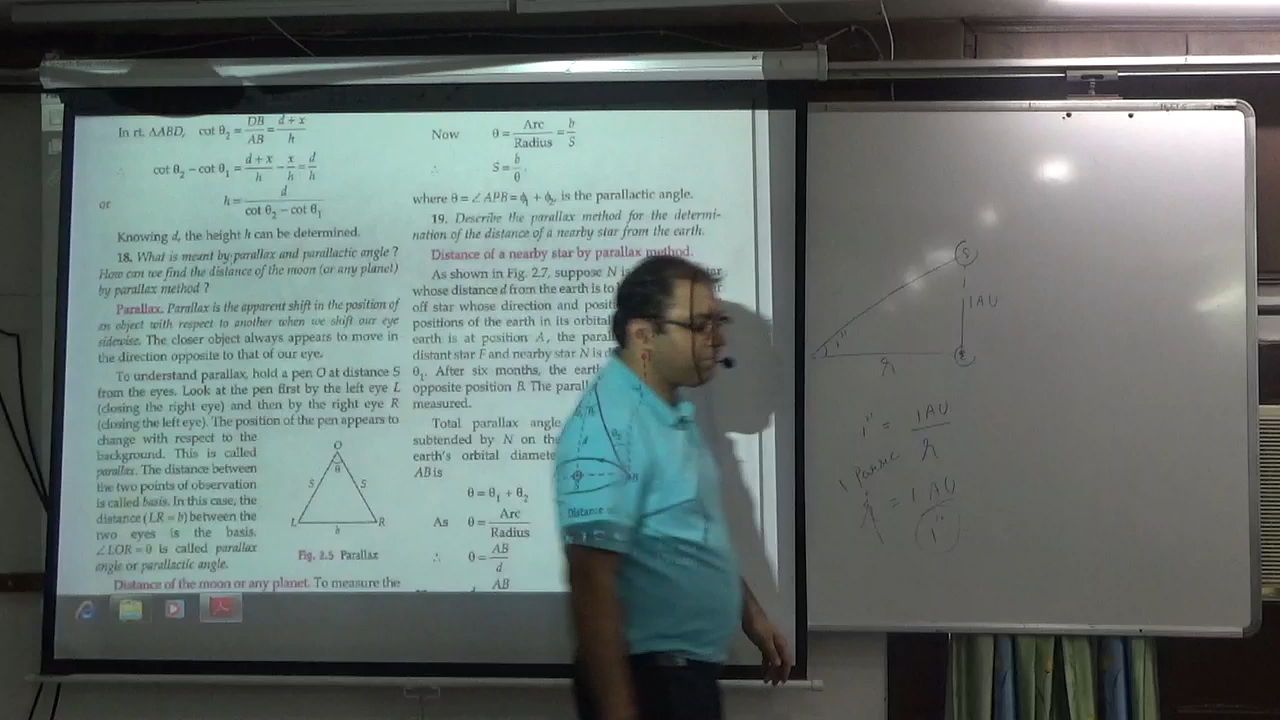 In rt. ΔABD, cot θ₂ = DB/AB = (d + x)/h
∴ cot θ₂ − cot θ₁ = (d + x)/h − x/h = d/h
or h = d/(cot θ₂ − cot θ₁)
Knowing d, the height h can be determined.
18. What is meant by parallax and parallactic angle ?
How can we find the distance of the moon (or any planet)
by parallax method ?
Parallax. Parallax is the apparent shift in the position of
an object with respect to another when we shift our eye
sidewise. The closer object always appears to move in
the direction opposite to that of our eye.
To understand parallax, hold a pen O at distance S
from the eyes. Look at the pen first by the left eye L
(closing the right eye) and then by the right eye R
(closing the left eye). The position of the pen appears to
change with respect to the
background. This is called
parallax. The distance between
the two points of observation
is called basis. In this case, the
distance (LR = b) between the
two eyes is the basis.
∠LOR = θ is called parallax
angle or parallactic angle.
O
θ
S S
L b R
Fig. 2.5 Parallax
Distance of the moon or any planet. To measure the
Now θ = Arc/Radius = b/S
∴ S = b/θ.
where θ = ∠APB = ϕ₁ + ϕ₂, is the parallactic angle.
19. Describe the parallax method for the determi-
nation of the distance of a nearby star from the earth.
Distance of a nearby star by parallax method.
As shown in Fig. 2.7, suppose N is
whose distance d from the earth is to
off star whose direction and
positions of the earth in its orbital
earth is at position A, the
distant star F and nearby star N is
θ₁. After six months, the
opposite position B. The
measured.
Total parallax angle
subtended by N on the
earth's orbital
AB is
θ = θ₁ + θ₂
As θ = Arc/Radius
∴ θ = AB/d
AB
θ₂
d
B
S
Distance
S
1 AU
1"
r
E
1" = 1 AU/r
1 Parsec
r = 1 AU/1"